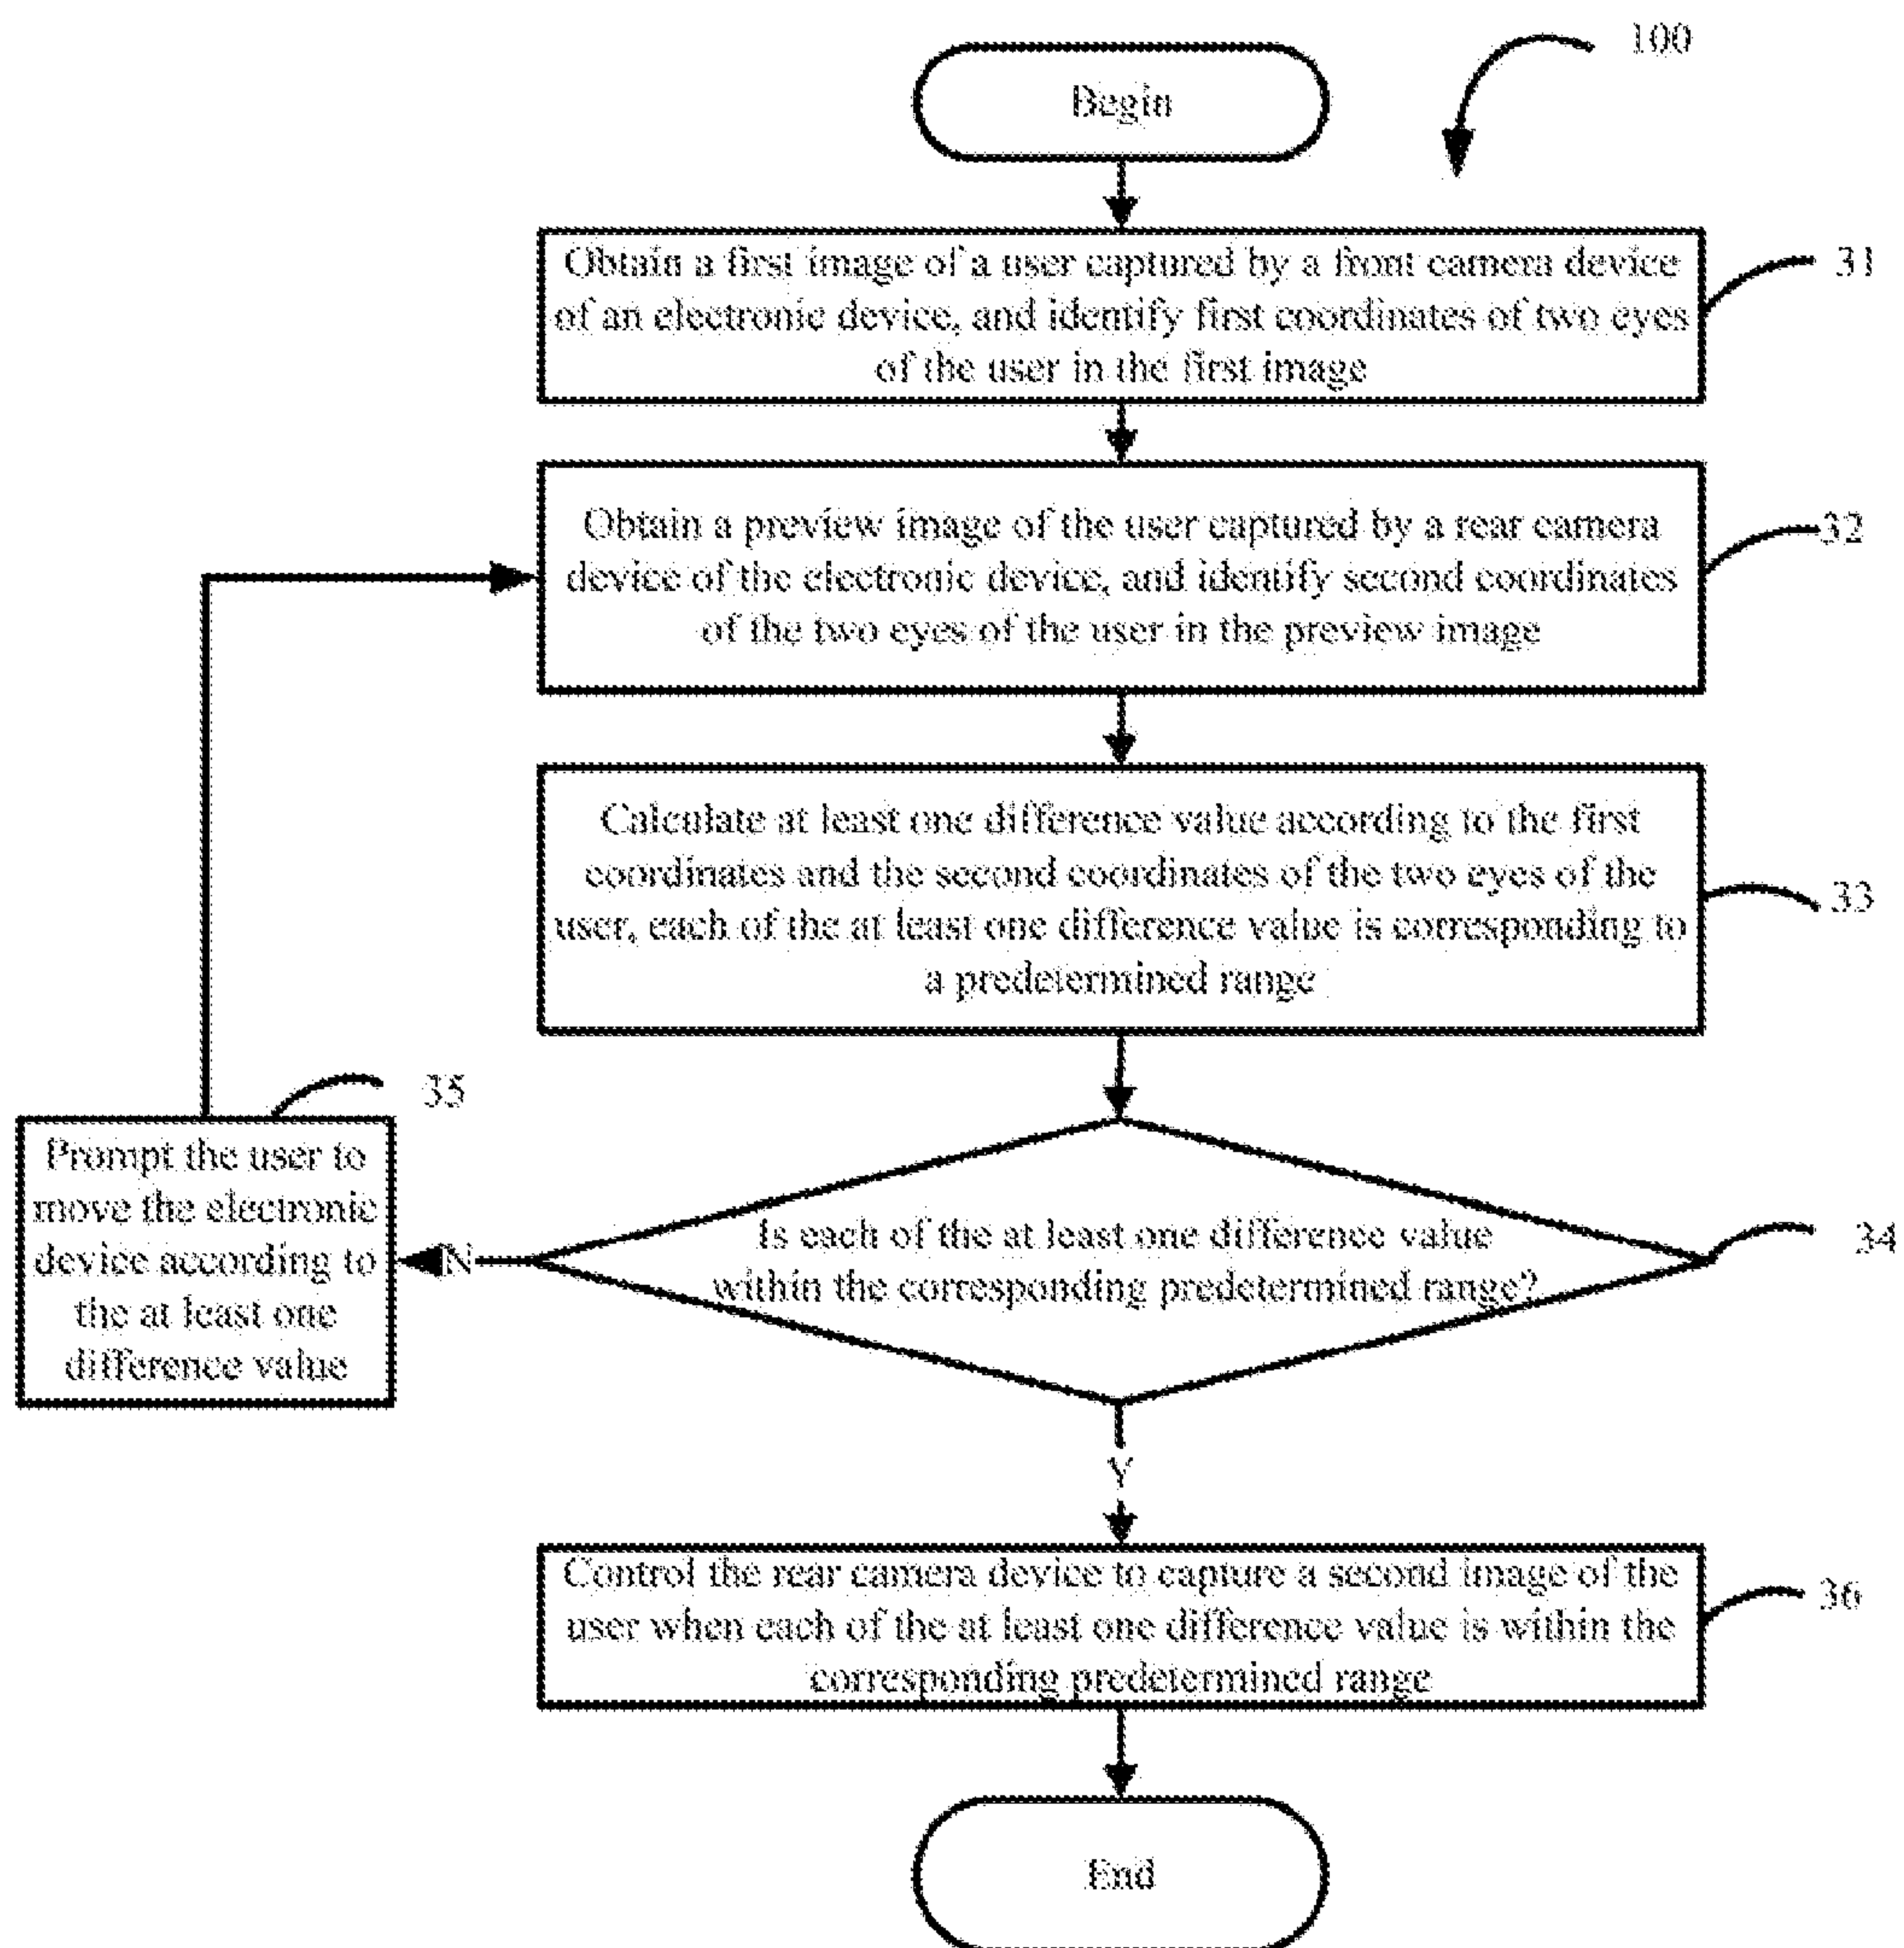 100
Begin
Obtain a first image of a user captured by a front camera device
of an electronic device, and identify first coordinates of two eyes
of the user in the first image
31
Obtain a preview image of the user captured by a rear camera
device of the electronic device, and identify second coordinates
of the two eyes of the user in the preview image
32
Calculate at least one difference value according to the first
coordinates and the second coordinates of the two eyes of the
user, each of the at least one difference value is corresponding to
a predetermined range
33
35
Prompt the user to
move the electronic
device according to
the at least one
difference value
N
Is each of the at least one difference value
within the corresponding predetermined range?
34
Y
Control the rear camera device to capture a second image of the
user when each of the at least one difference value is within the
corresponding predetermined range
36
End